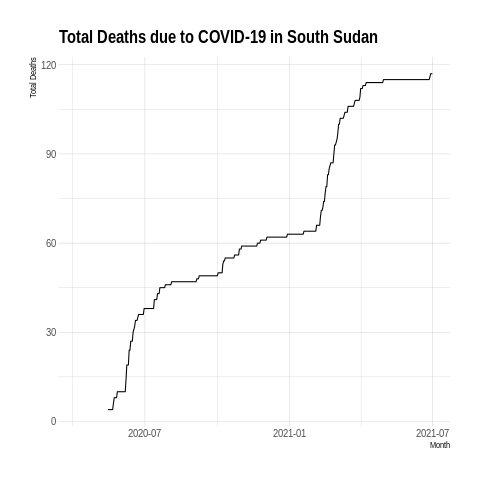 Total Deaths due to COVID-19 in South Sudan
Total Deaths
120
90
60
30
0
2020-07
2021-01
2021-07
Month